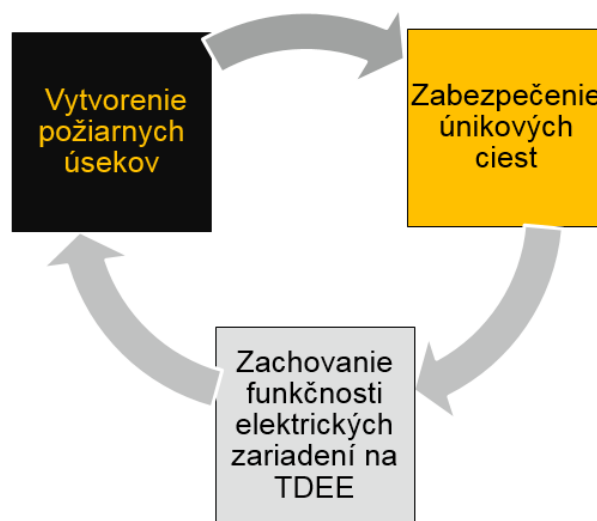 Vytvorenie
požiarnych
úsekov
Zabezpečenie
únikových
ciest
Zachovanie
funkčnosti
elektrických
zariadení na
TDEE